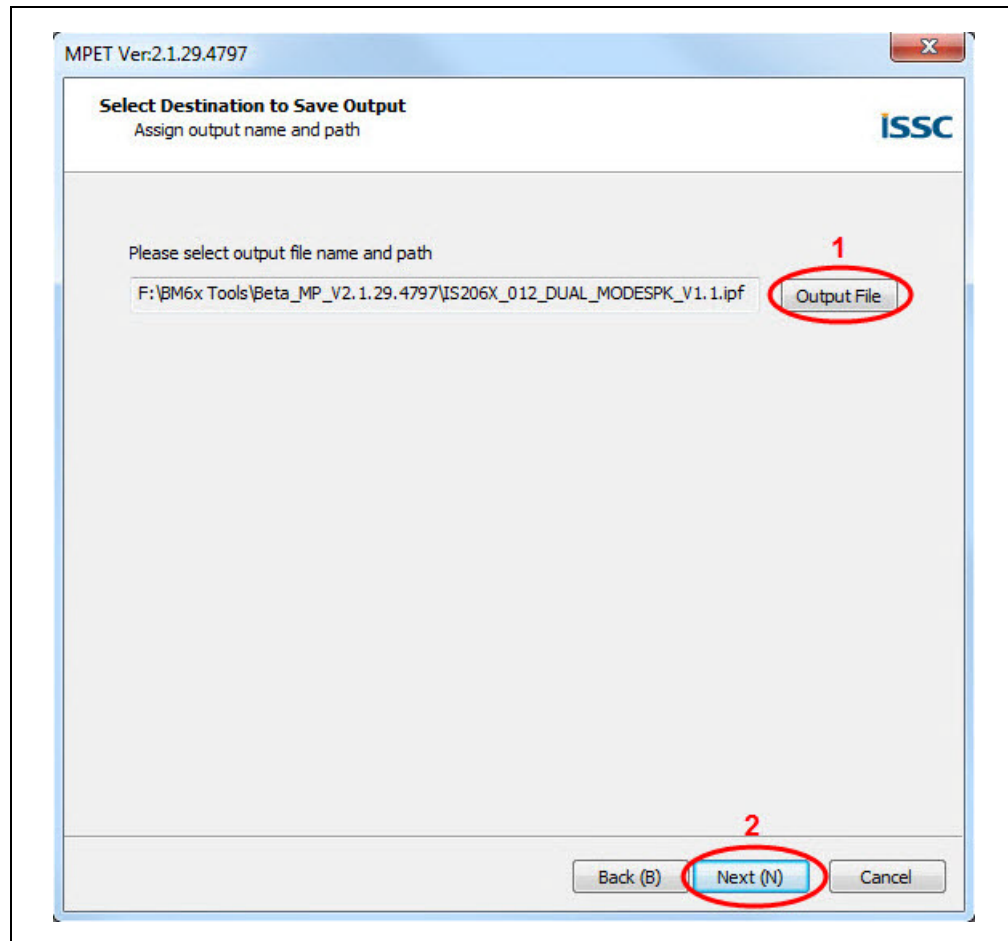 MPET Ver:2.1.29.4797
X
Select Destination to Save Output
Assign output name and path
issc
Please select output file name and path
1
F:\BM6x Tools\Beta_MP_V2.1.29.4797\IS206X_012_DUAL_MODESPK_V1.1.ipf
Output File
2
Back (B)
Next (N)
Cancel